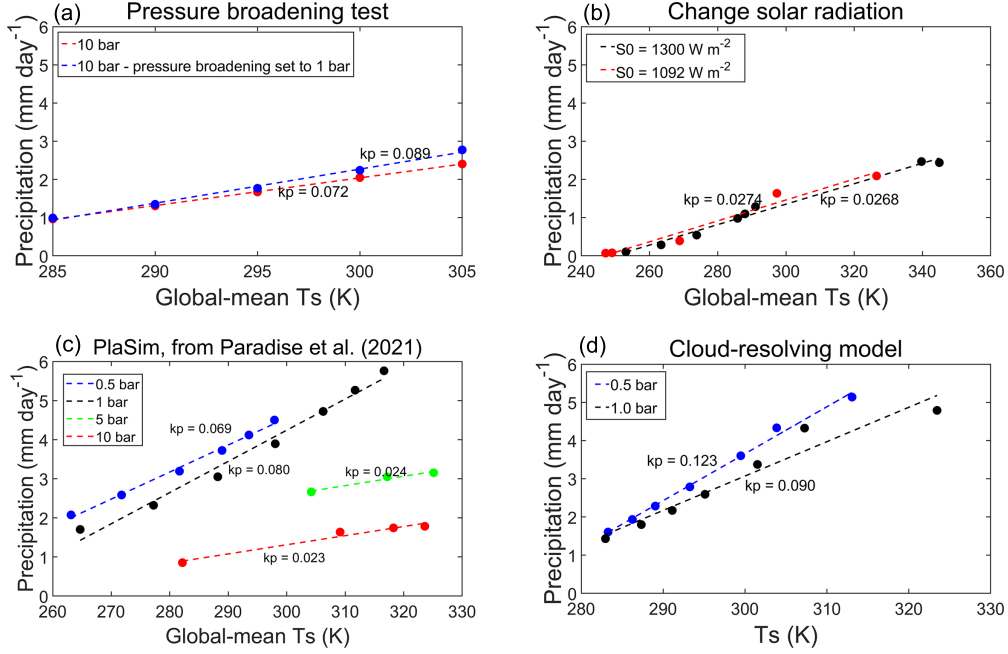 (a) Pressure broadening test
Precipitation (mm day⁻¹)
6
5
4
3
2
1
0
10 bar
10 bar - pressure broadening set to 1 bar
kp = 0.089
kp = 0.072
285 290 295 300 305
Global-mean Ts (K)
(b) Change solar radiation
Precipitation (mm day⁻¹)
6
5
4
3
2
1
0
S0 = 1300 W m⁻²
S0 = 1092 W m⁻²
kp = 0.0274
kp = 0.0268
240 260 280 300 320 340 360
Global-mean Ts (K)
(c) PlaSim, from Paradise et al. (2021)
Precipitation (mm day⁻¹)
6
5
4
3
2
1
0
0.5 bar
1 bar
5 bar
10 bar
kp = 0.069
kp = 0.080
kp = 0.024
kp = 0.023
260 270 280 290 300 310 320 330
Global-mean Ts (K)
(d) Cloud-resolving model
Precipitation (mm day⁻¹)
6
5
4
3
2
1
0
0.5 bar
1.0 bar
kp = 0.123
kp = 0.090
280 290 300 310 320 330
Ts (K)